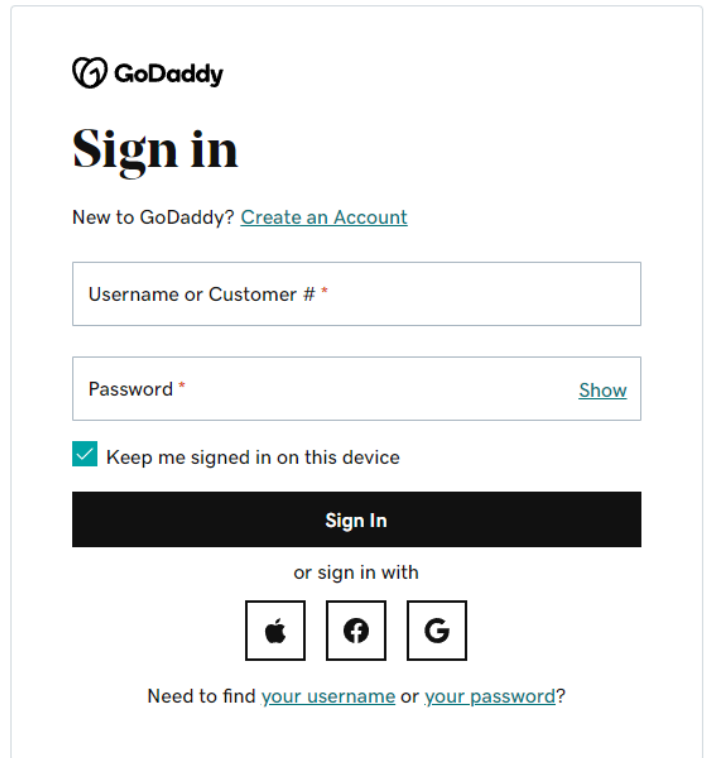 GoDaddy
Sign in
New to GoDaddy? Create an Account
Username or Customer # *
Password * Show
Keep me signed in on this device
Sign In
or sign in with
Need to find your username or your password?